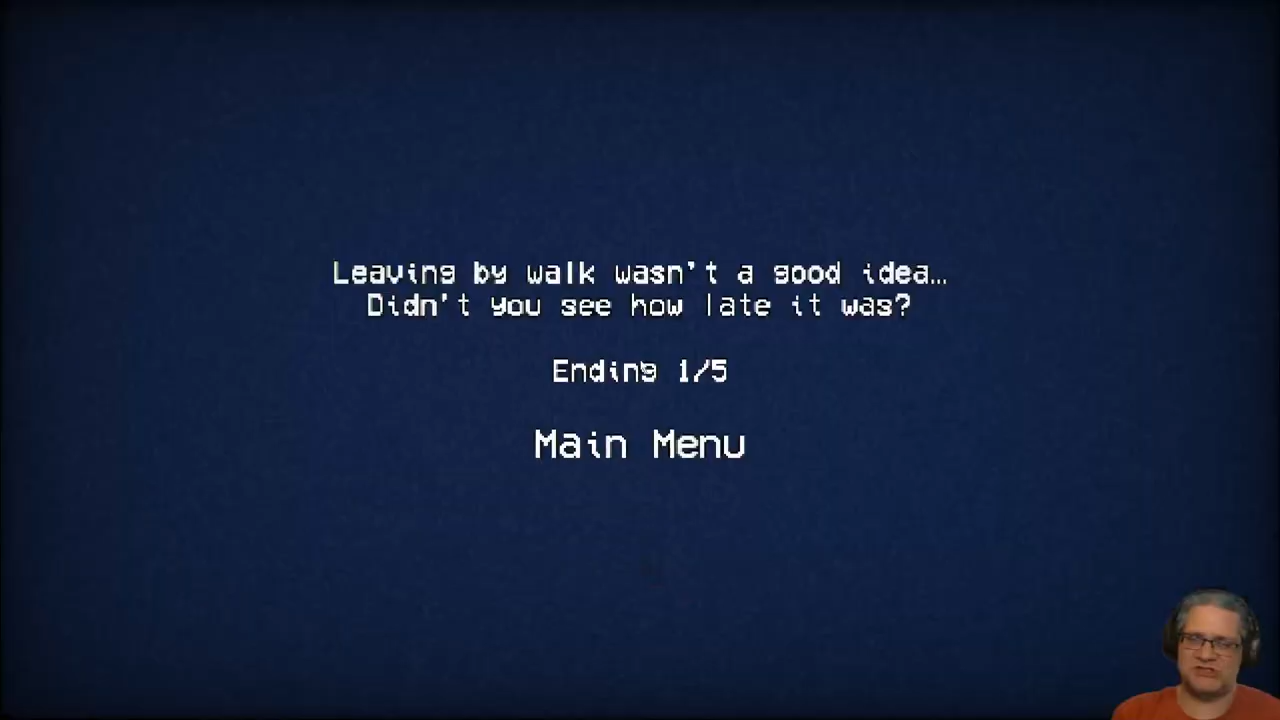 Leaving by walk wasn't a good idea...
Didn't you see how late it was?
Ending 1/5
Main Menu